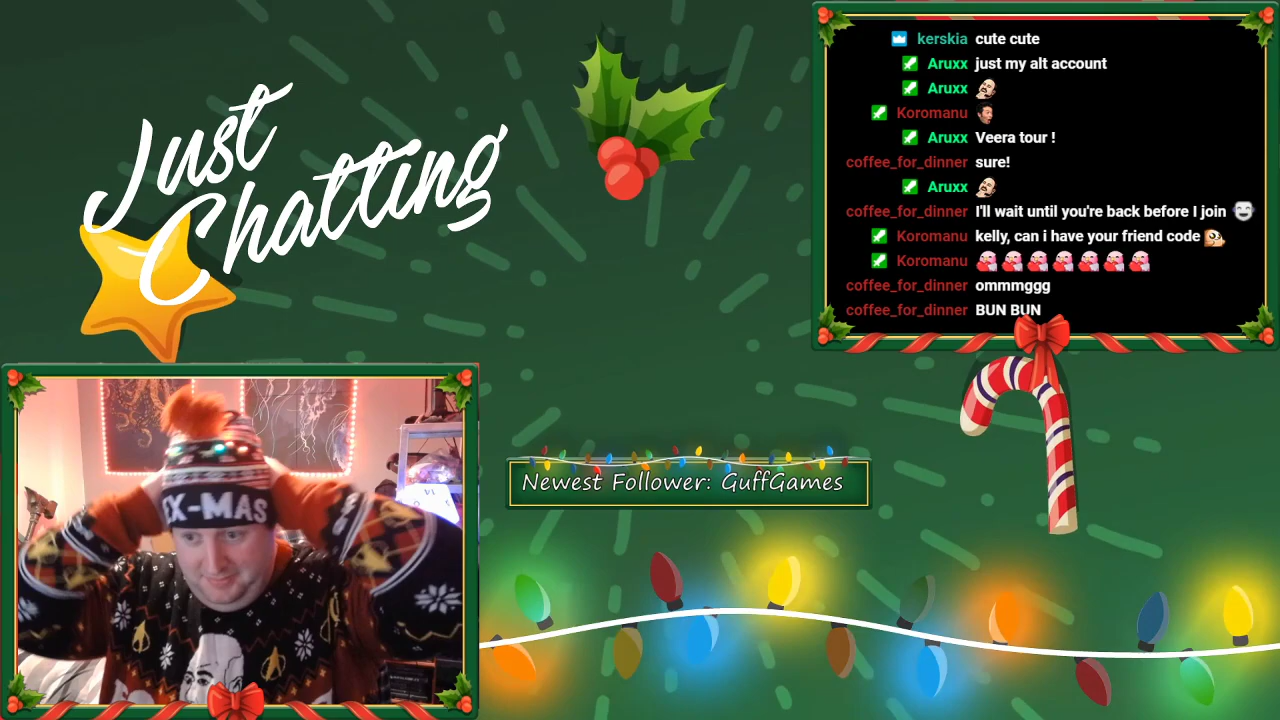 Just
Chatting
kerskia cute cute
Aruxx just my alt account
Aruxx
Koromanu
Aruxx Veera tour !
coffee_for_dinner sure!
Aruxx
coffee_for_dinner I'll wait until you're back before I join
Koromanu kelly, can i have your friend code
Koromanu
coffee_for_dinner ommmggg
coffee_for_dinner BUN BUN
X-MAS
Newest Follower: GuffGames